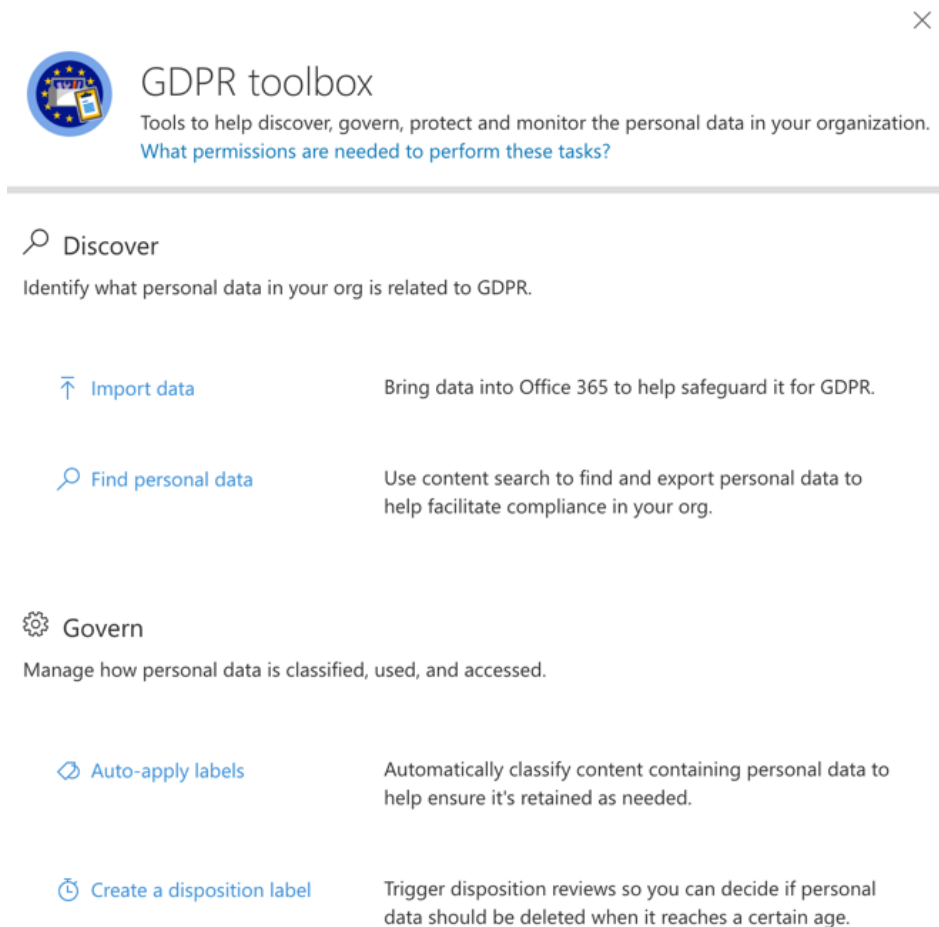 GDPR toolbox
Tools to help discover, govern, protect and monitor the personal data in your organization.
What permissions are needed to perform these tasks?
Discover
Identify what personal data in your org is related to GDPR.
Import data
Bring data into Office 365 to help safeguard it for GDPR.
Find personal data
Use content search to find and export personal data to
help facilitate compliance in your org.
Govern
Manage how personal data is classified, used, and accessed.
Auto-apply labels
Automatically classify content containing personal data to
help ensure it's retained as needed.
Create a disposition label
Trigger disposition reviews so you can decide if personal
data should be deleted when it reaches a certain age.